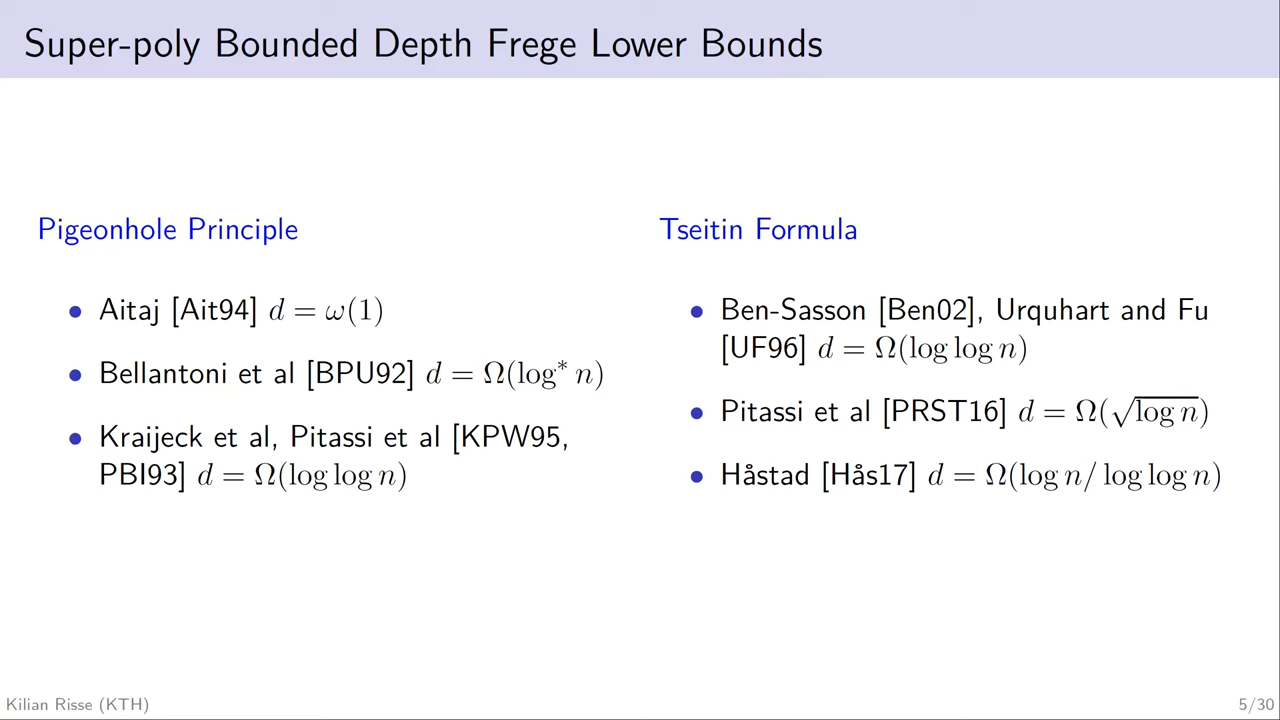 Super-poly Bounded Depth Frege Lower Bounds
Pigeonhole Principle
• Aitaj [Ait94] d = ω(1)
• Bellantoni et al [BPU92] d = Ω(log* n)
• Kraijeck et al, Pitassi et al [KPW95,
PBI93] d = Ω(log log n)
Tseitin Formula
• Ben-Sasson [Ben02], Urquhart and Fu
[UF96] d = Ω(log log n)
• Pitassi et al [PRST16] d = Ω(√log n)
• Håstad [Hås17] d = Ω(log n/ log log n)
Kilian Risse (KTH)
5/30